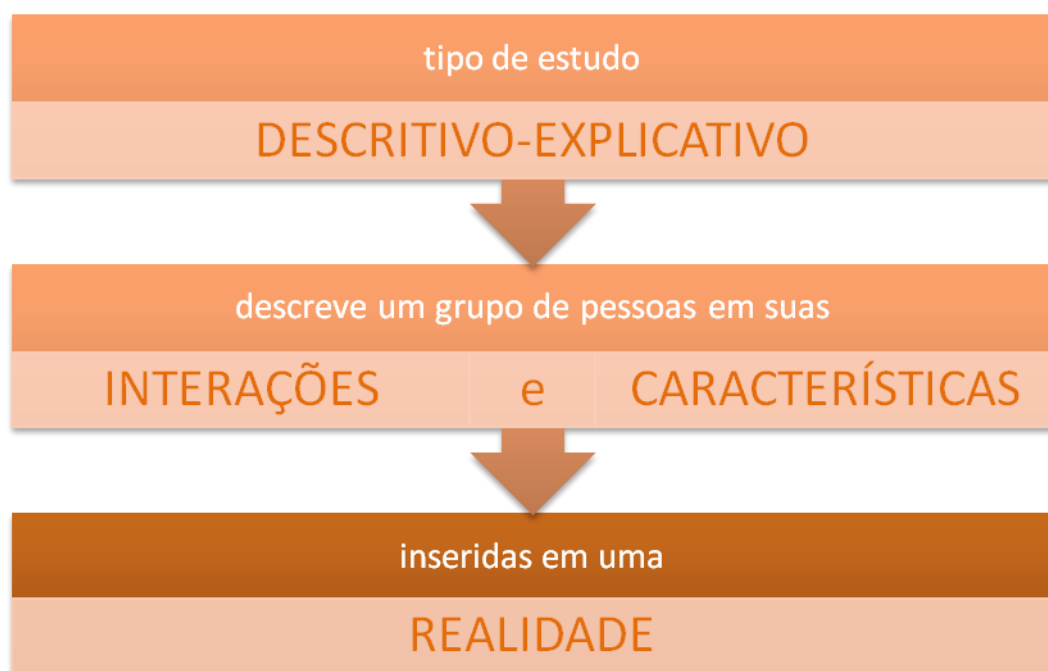 tipo de estudo
DESCRITIVO-EXPLICATIVO
descreve um grupo de pessoas em suas
INTERAÇÕES e CARACTERÍSTICAS
inseridas em uma
REALIDADE